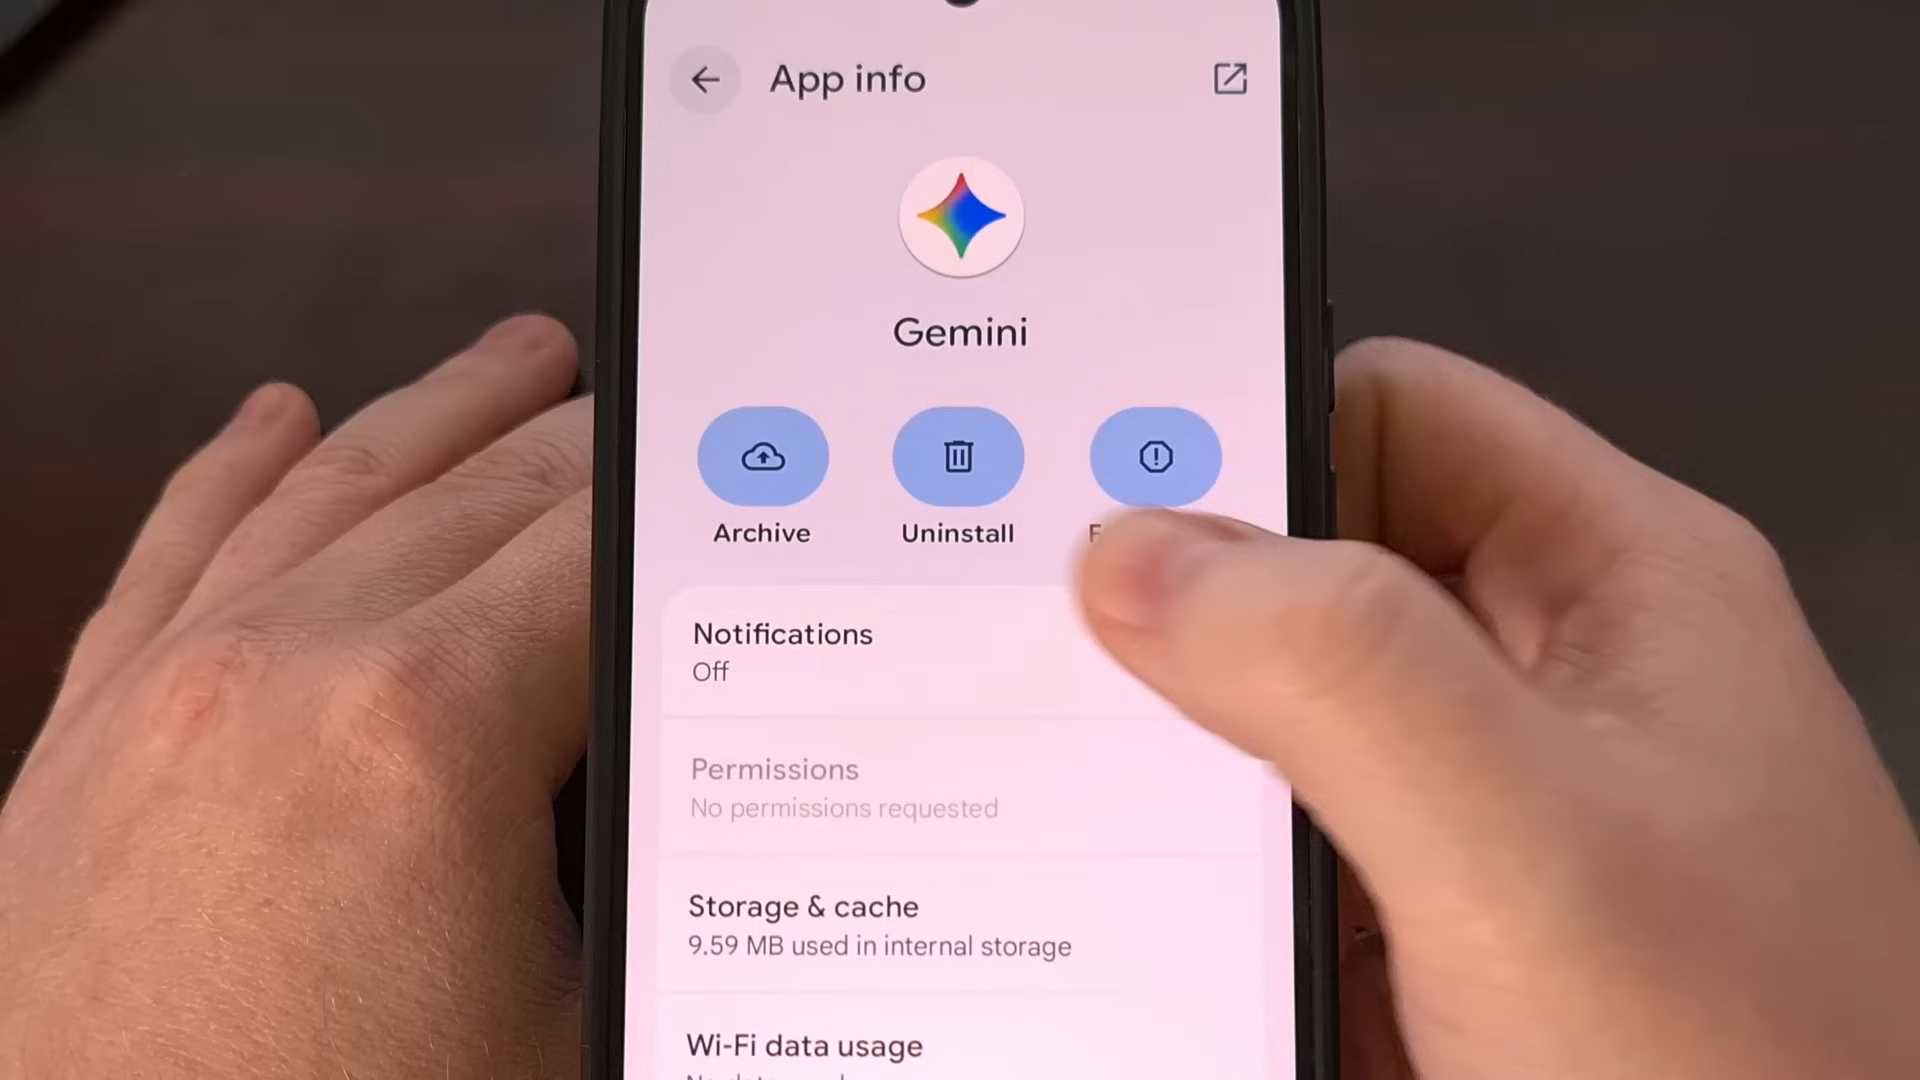 App info
Gemini
Archive Uninstall
Notifications
Off
Permissions
No permissions requested
Storage & cache
9.59 MB used in internal storage
Wi-Fi data usage